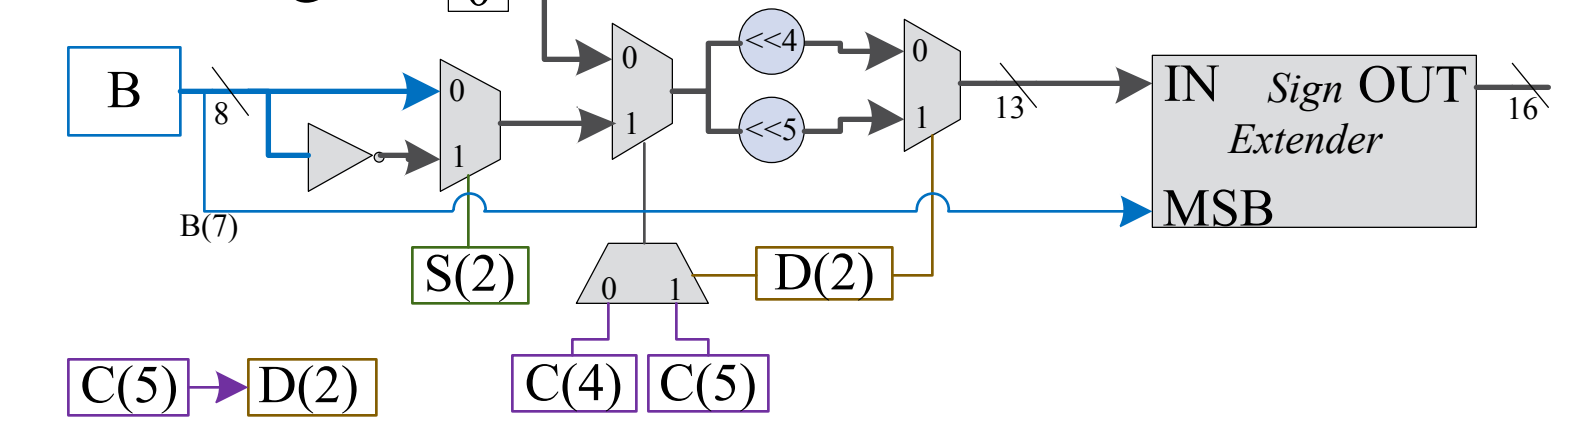 0
B
8
0
1
0
1
<<4
<<5
0
1
13
IN Sign OUT
Extender
MSB
16
B(7)
S(2)
0 1
D(2)
C(5)
D(2)
C(4)
C(5)